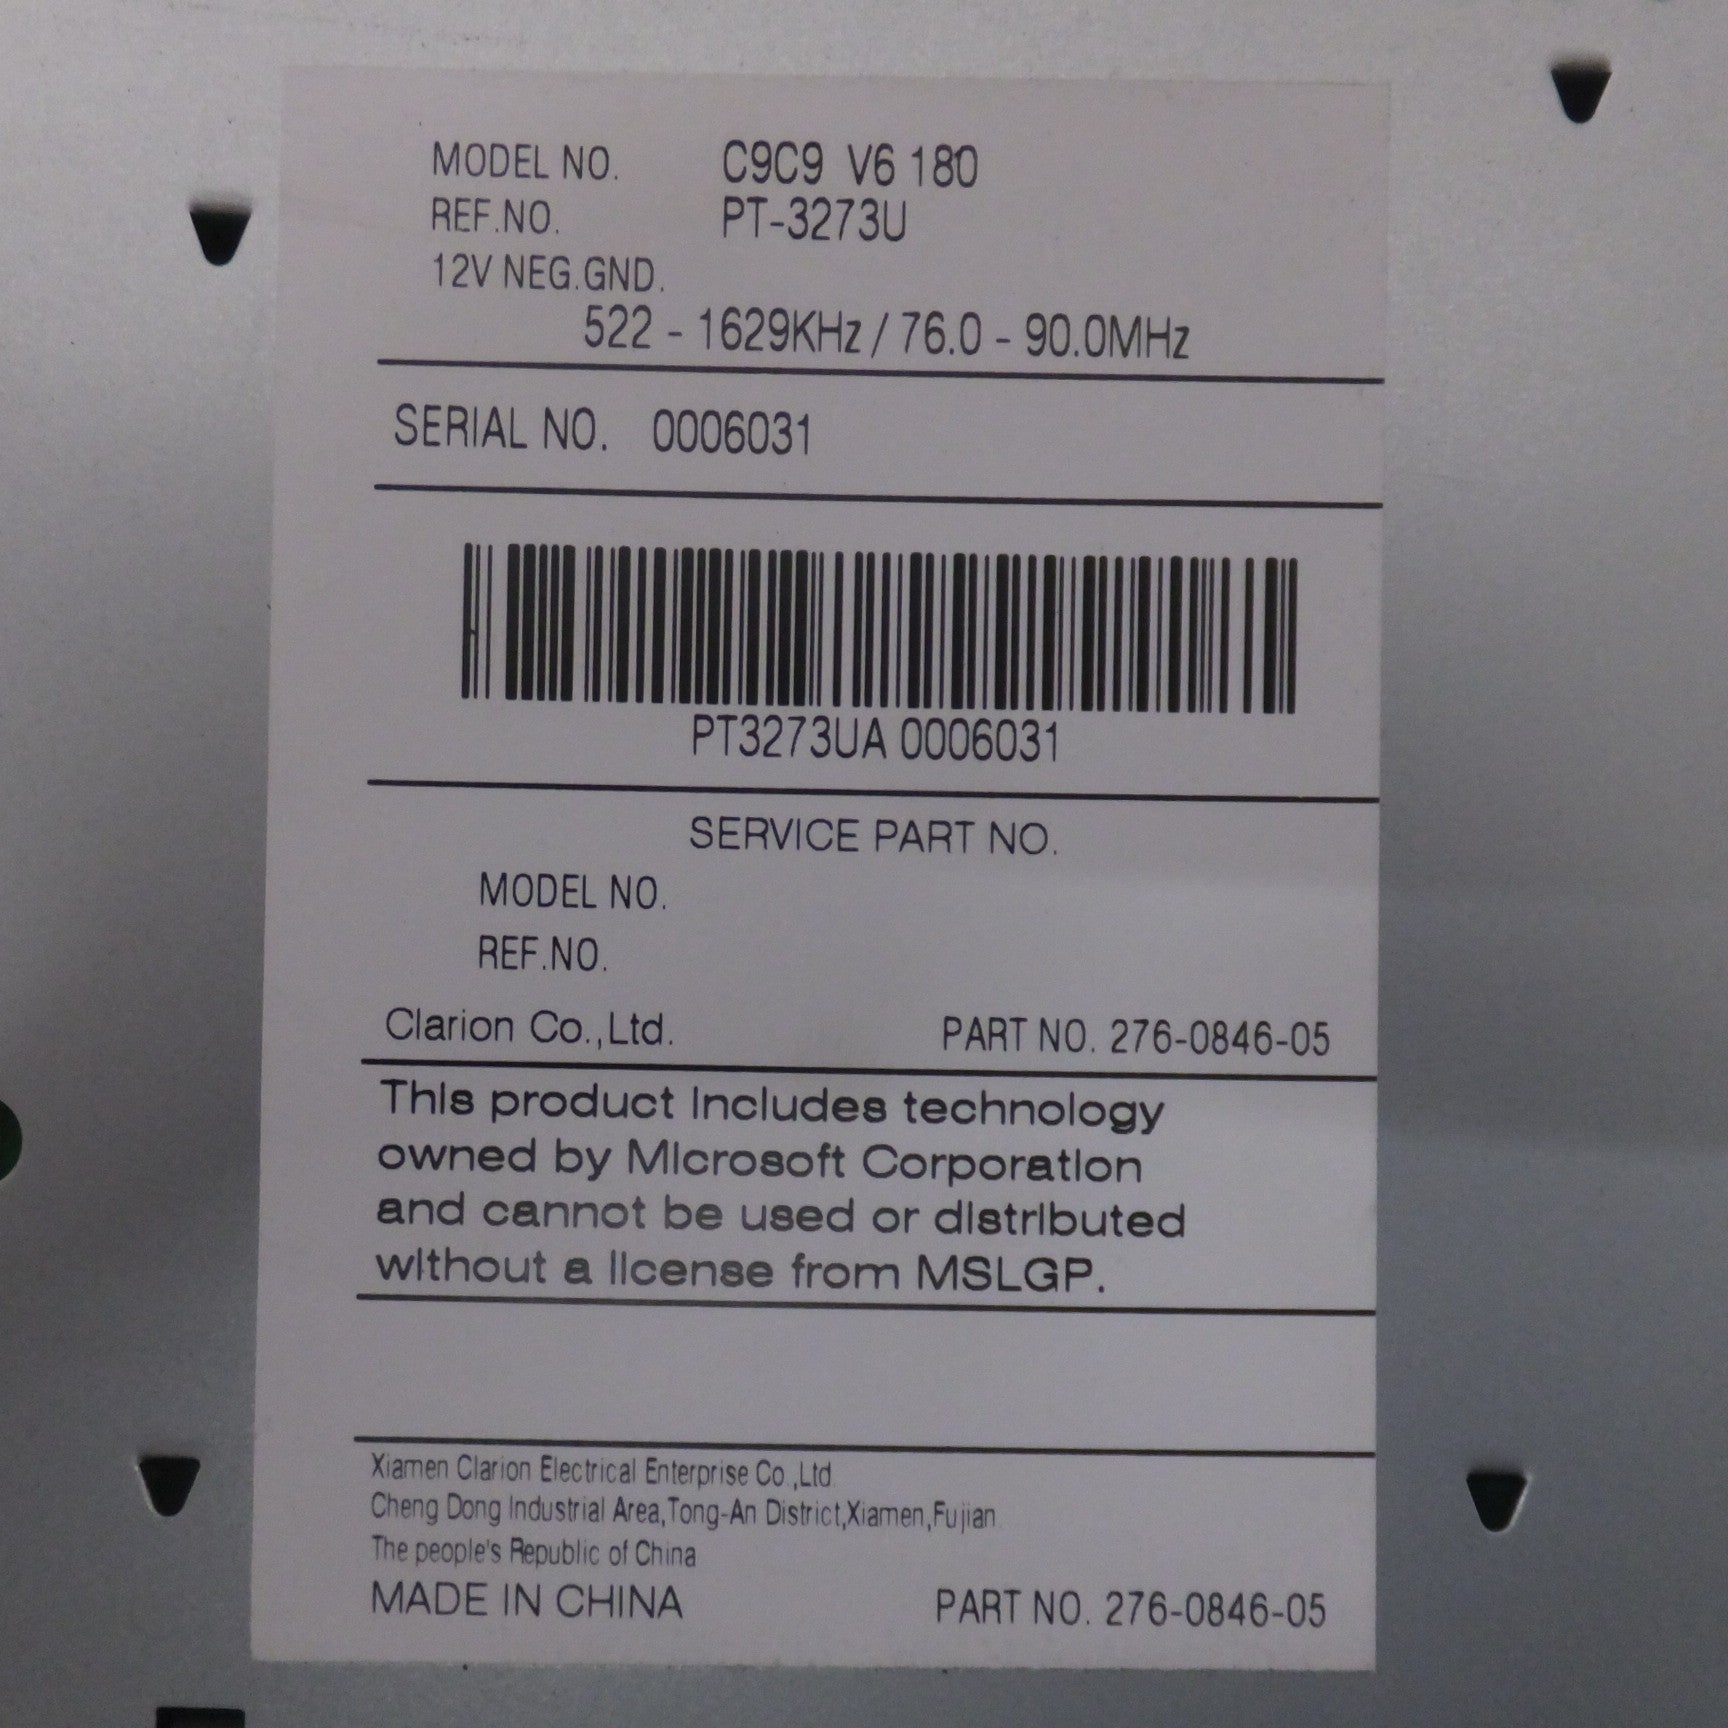 MODEL NO. C9C9 V6 180
REF.NO. PT-3273U
12V NEG.GND.
522 - 1629KHz / 76.0 - 90.0MHz
SERIAL NO. 0006031
PT3273UA 0006031
SERVICE PART NO.
MODEL NO.
REF.NO.
Clarion Co.,Ltd. PART NO. 276-0846-05
This product includes technology
owned by Microsoft Corporation
and cannot be used or distributed
without a license from MSLGP.
Xiamen Clarion Electrical Enterprise Co.,Ltd.
Cheng Dong Industrial Area,Tong-An District,Xiamen,Fujian
The people's Republic of China
MADE IN CHINA PART NO. 276-0846-05